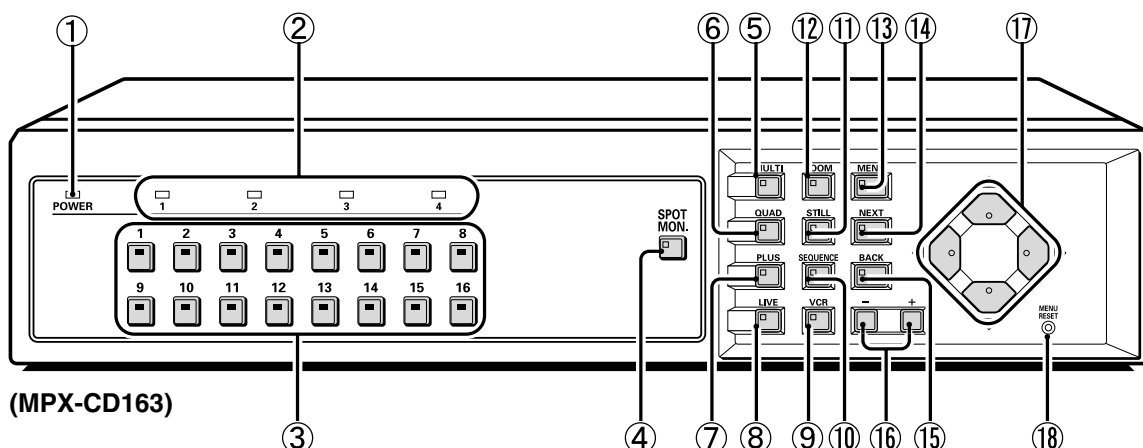 ① ② ⑥ ⑤ ⑫ ⑪ ⑬ ⑭ ⑰
POWER
1 2 3 4
1 2 3 4 5 6 7 8
9 10 11 12 13 14 15 16
SPOT
MON.
QUAD STILL NEXT
PLUS SEQUENCE BACK
LIVE VCR − +
MENU
RESET
(MPX-CD163)
③ ④ ⑦ ⑧ ⑨ ⑩ ⑯ ⑮ ⑱